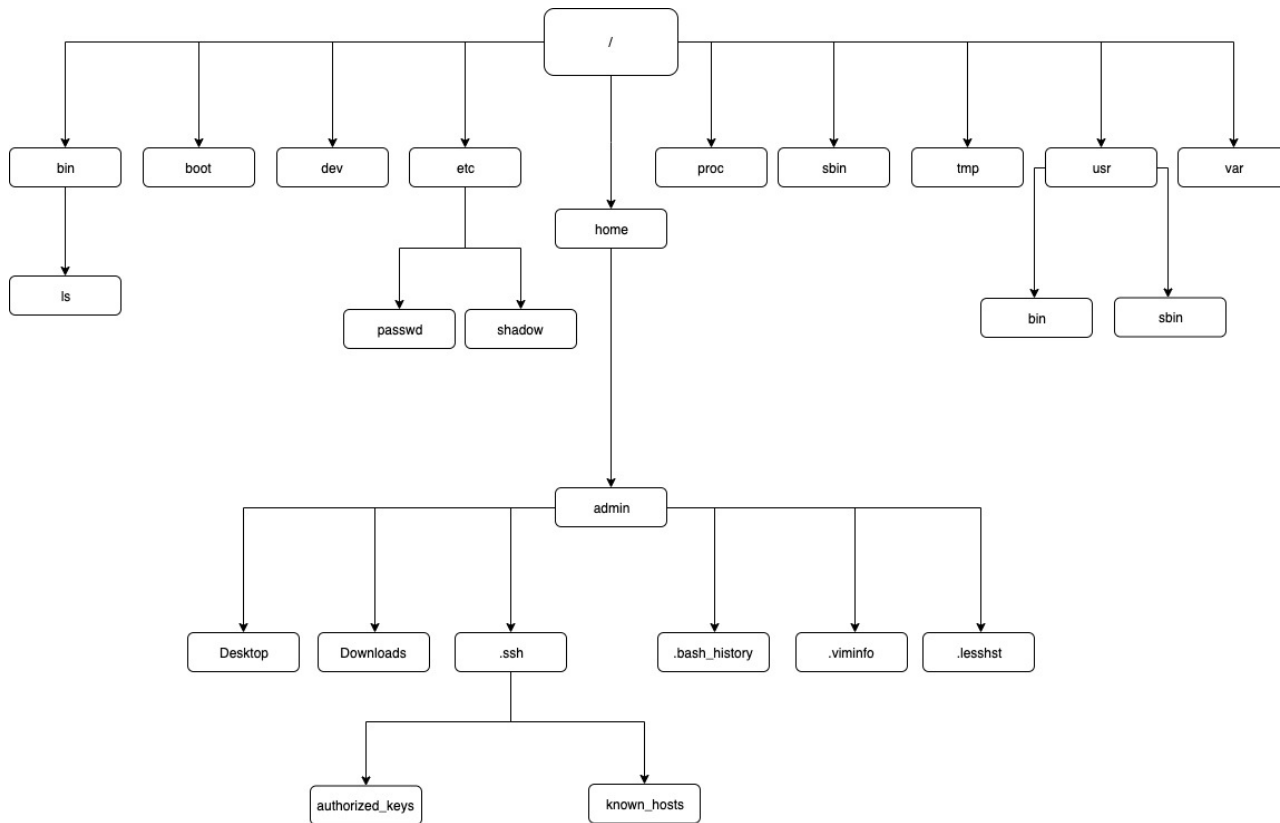 /
bin
boot
dev
etc
proc
sbin
tmp
usr
var
home
ls
passwd
shadow
bin
sbin
admin
Desktop
Downloads
.ssh
.bash_history
.viminfo
.lesshst
authorized_keys
known_hosts